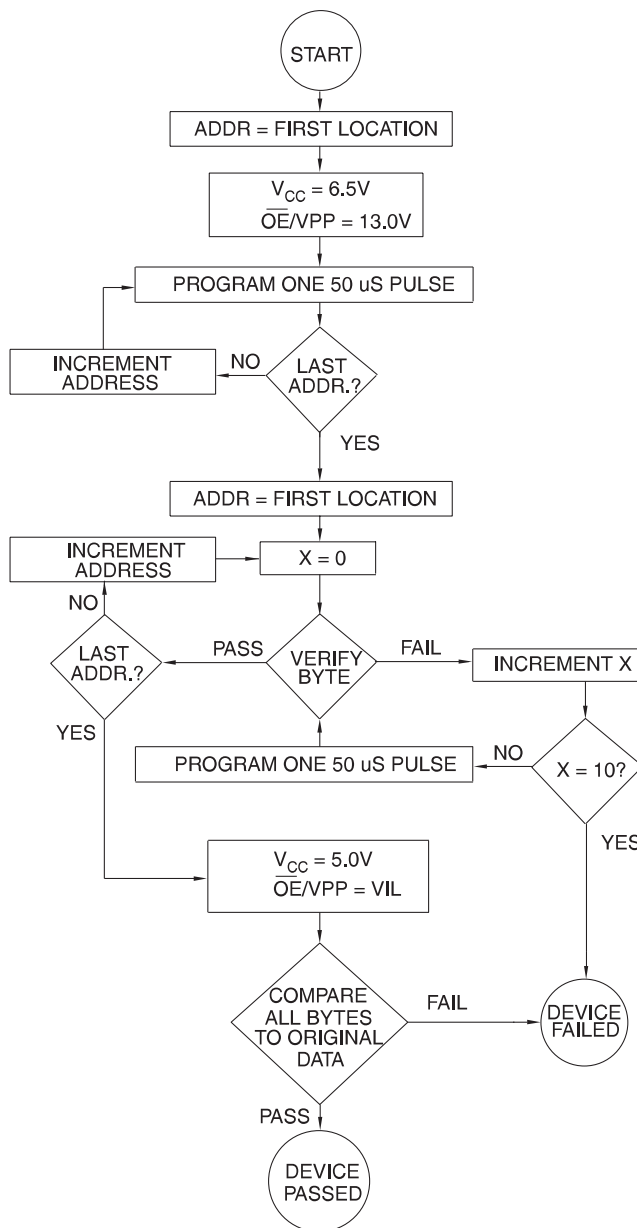 START
ADDR = FIRST LOCATION
VCC = 6.5V
OE/VPP = 13.0V
PROGRAM ONE 50 uS PULSE
INCREMENT
ADDRESS
NO
LAST
ADDR.?
YES
ADDR = FIRST LOCATION
INCREMENT
ADDRESS
X = 0
NO
LAST
ADDR.?
PASS
VERIFY
BYTE
FAIL
INCREMENT X
YES
PROGRAM ONE 50 uS PULSE
NO
X = 10?
YES
VCC = 5.0V
OE/VPP = VIL
COMPARE
ALL BYTES
TO ORIGINAL
DATA
FAIL
DEVICE
FAILED
PASS
DEVICE
PASSED